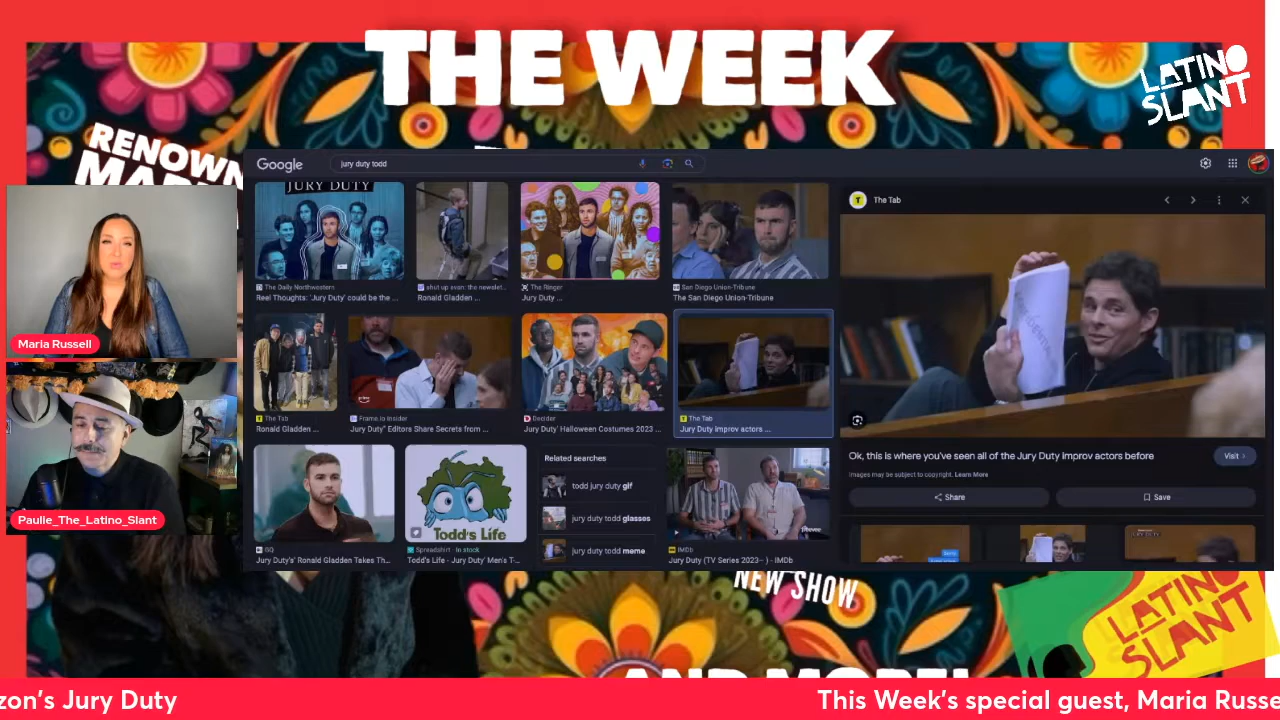 THE WEEK
LATINO
SLANT
RENOWN
Google
jury duty todd
The Tab
JURY DUTY
The Daily Northwestern
Reel Thoughts: 'Jury Duty' could be the ...
shut up evan: the newslet...
Ronald Gladden ...
The Ringer
Jury Duty ...
San Diego Union-Tribune
The San Diego Union-Tribune
Maria Russell
The Tab
Ronald Gladden ...
Frame.io Insider
Jury Duty" Editors Share Secrets from ...
Decider
Jury Duty' Halloween Costumes 2023 ...
The Tab
Jury Duty improv actors ...
Ok, this is where you've seen all of the Jury Duty improv actors before
Visit
Images may be subject to copyright. Learn More
Share
Save
Related searches
todd jury duty gif
jury duty todd glasses
jury duty todd meme
Todd's Life
freevee
GQ
Jury Duty's' Ronald Gladden Takes Th...
Spreadshirt · In stock
Todd's Life - Jury Duty' Men's T-...
IMDb
Jury Duty (TV Series 2023– ) - IMDb
Paulie_The_Latino_Slant
NEW SHOW
LATINO
SLANT
AND MORE!
zon's Jury Duty
This Week's special guest, Maria Russe